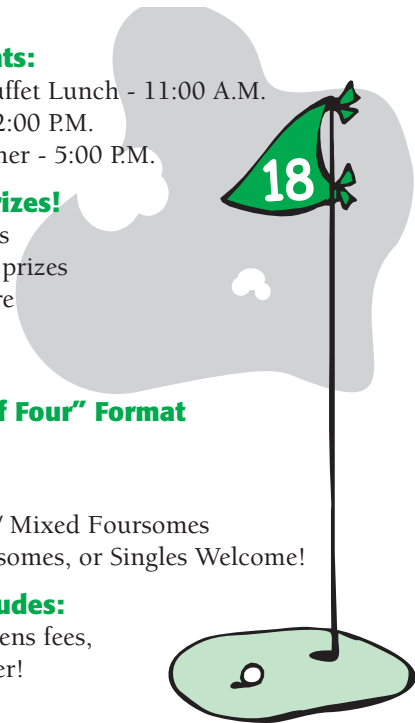 nts:
uffet Lunch - 11:00 A.M.
2:00 P.M.
ner - 5:00 P.M.
rizes!
s
prizes
re
f Four” Format
/ Mixed Foursomes
somes, or Singles Welcome!
udes:
ens fees,
er!
18